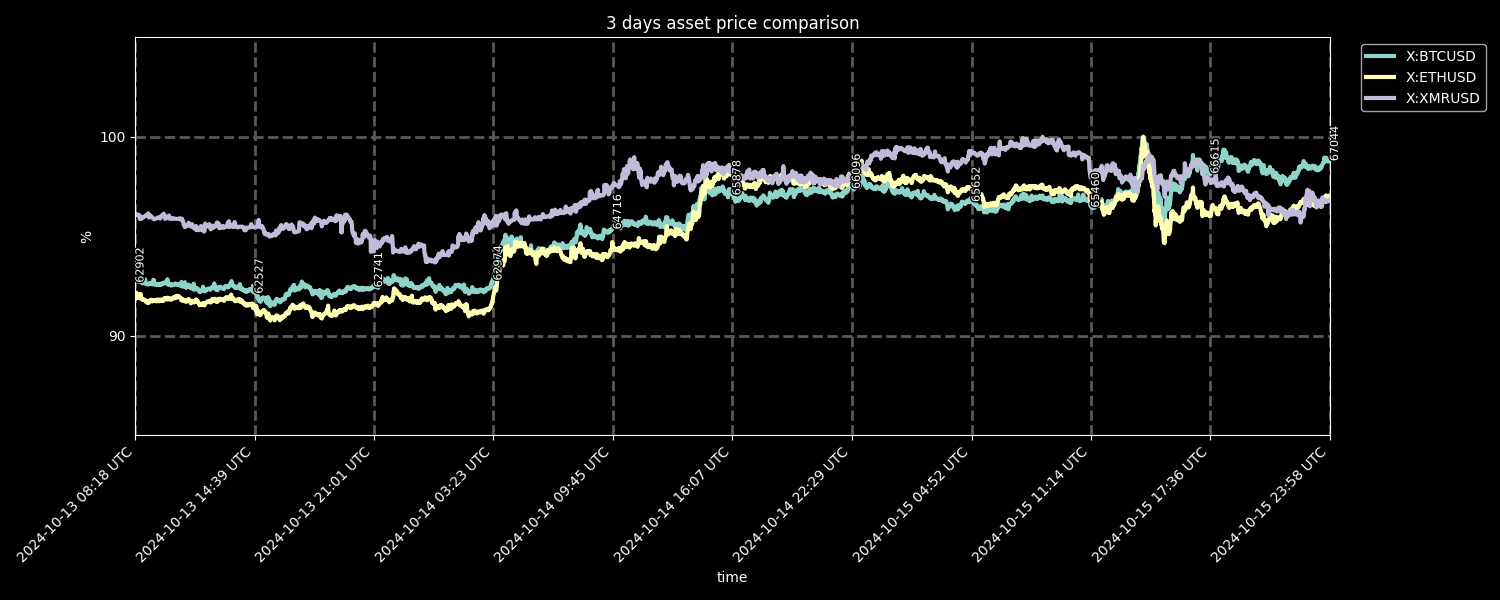 3 days asset price comparison
X:BTCUSD
X:ETHUSD
X:XMRUSD
%
100
90
62902
62527
62741
62974
64716
65878
66096
65652
65460
66615
67044
2024-10-13 08:18 UTC
2024-10-13 14:39 UTC
2024-10-13 21:01 UTC
2024-10-14 03:23 UTC
2024-10-14 09:45 UTC
2024-10-14 16:07 UTC
2024-10-14 22:29 UTC
2024-10-15 04:52 UTC
2024-10-15 11:14 UTC
2024-10-15 17:36 UTC
2024-10-15 23:58 UTC
time